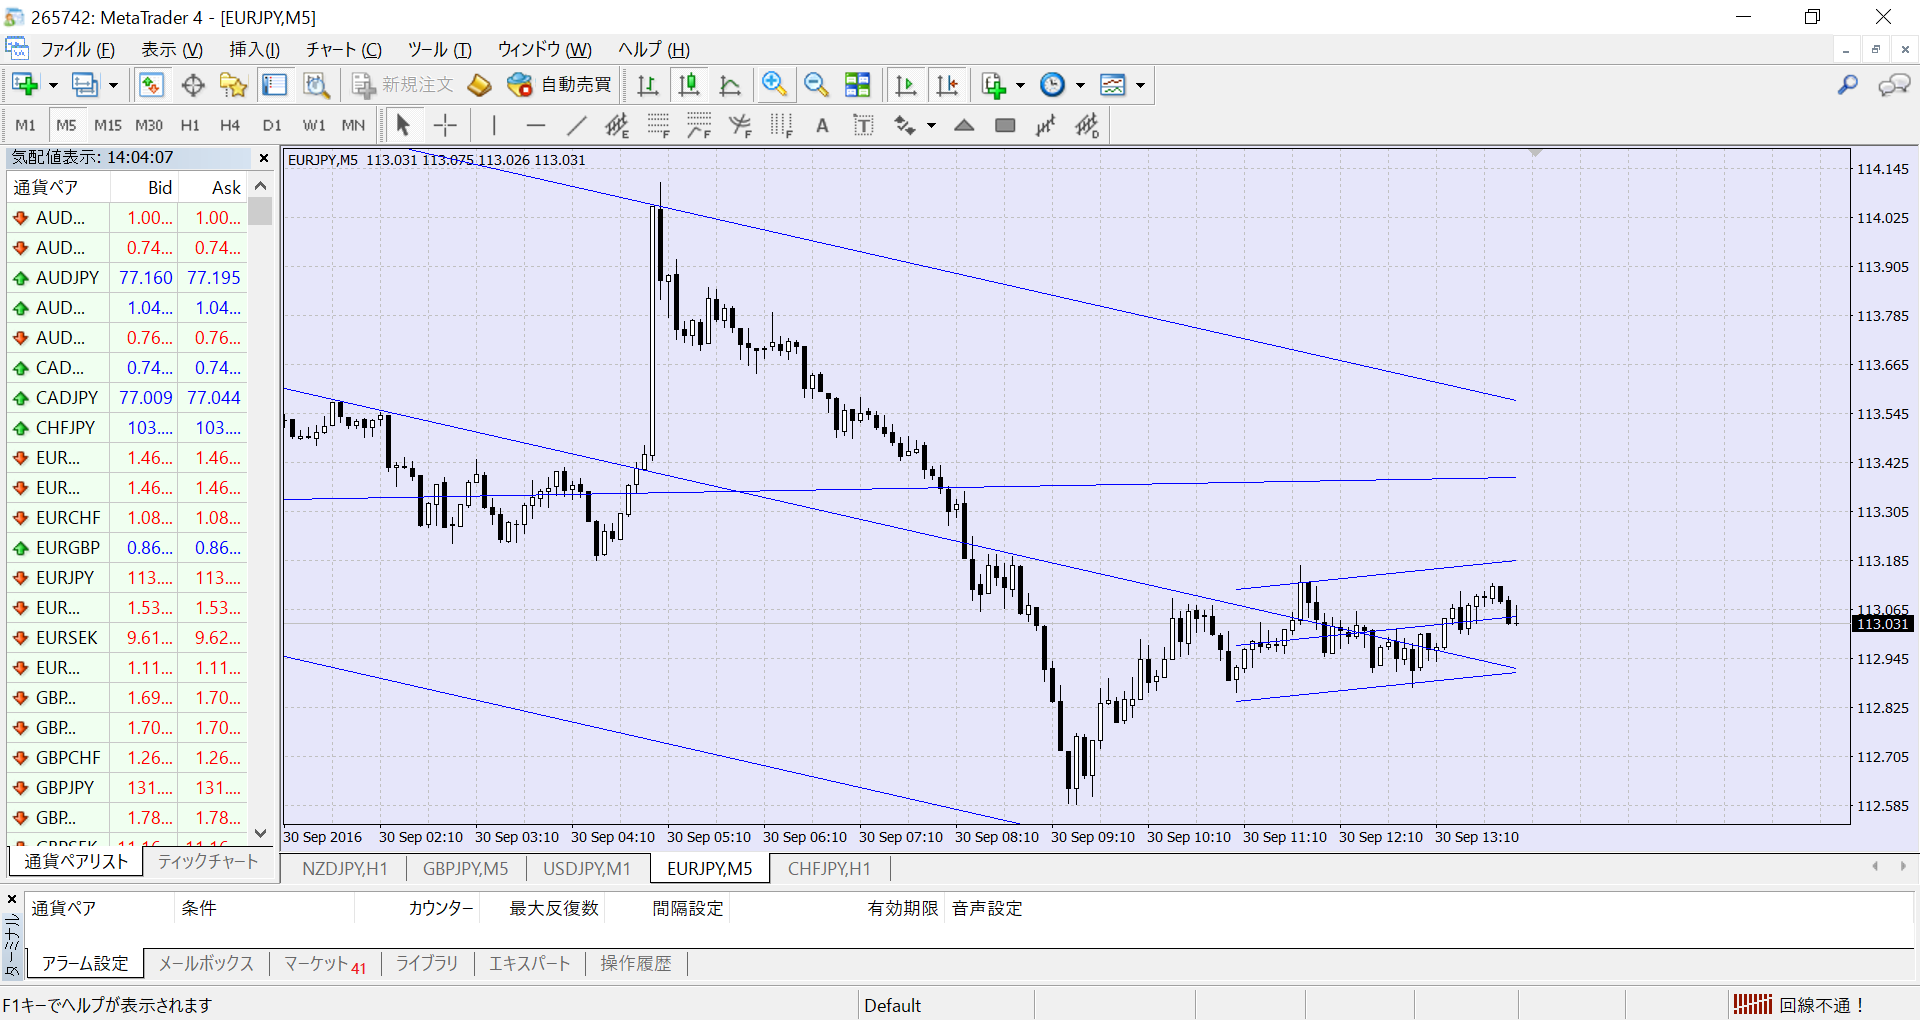 265742: MetaTrader 4 - [EURJPY,M5]
ファイル (F) 表示 (V) 挿入(I) チャート (C) ツール (T) ウィンドウ (W) ヘルプ (H)
新規注文 自動売買
M1 M5 M15 M30 H1 H4 D1 W1 MN E F F F F A T D
気配値表示: 14:04:07
通貨ペア Bid Ask
AUD... 1.00... 1.00...
AUD... 0.74... 0.74...
AUDJPY 77.160 77.195
AUD... 1.04... 1.04...
AUD... 0.76... 0.76...
CAD... 0.74... 0.74...
CADJPY 77.009 77.044
CHFJPY 103.... 103....
EUR... 1.46... 1.46...
EUR... 1.46... 1.46...
EURCHF 1.08... 1.08...
EURGBP 0.86... 0.86...
EURJPY 113.... 113....
EUR... 1.53... 1.53...
EURSEK 9.61... 9.62...
EUR... 1.11... 1.11...
GBP... 1.69... 1.70...
GBP... 1.70... 1.70...
GBPCHF 1.26... 1.26...
GBPJPY 131.... 131....
GBP... 1.78... 1.78...
GBPSEK 11.16... 11.16...
通貨ペアリスト ティックチャート
EURJPY,M5 113.031 113.075 113.026 113.031
114.145
114.025
113.905
113.785
113.665
113.545
113.425
113.305
113.185
113.065
113.031
112.945
112.825
112.705
112.585
30 Sep 2016 30 Sep 02:10 30 Sep 03:10 30 Sep 04:10 30 Sep 05:10 30 Sep 06:10 30 Sep 07:10 30 Sep 08:10 30 Sep 09:10 30 Sep 10:10 30 Sep 11:10 30 Sep 12:10 30 Sep 13:10
NZDJPY,H1 GBPJPY,M5 USDJPY,M1 EURJPY,M5 CHFJPY,H1
ターミナル
通貨ペア 条件 カウンター 最大反復数 間隔設定 有効期限 音声設定
アラーム設定 メールボックス マーケット 41 ライブラリ エキスパート 操作履歴
F1キーでヘルプが表示されます Default 回線不通！